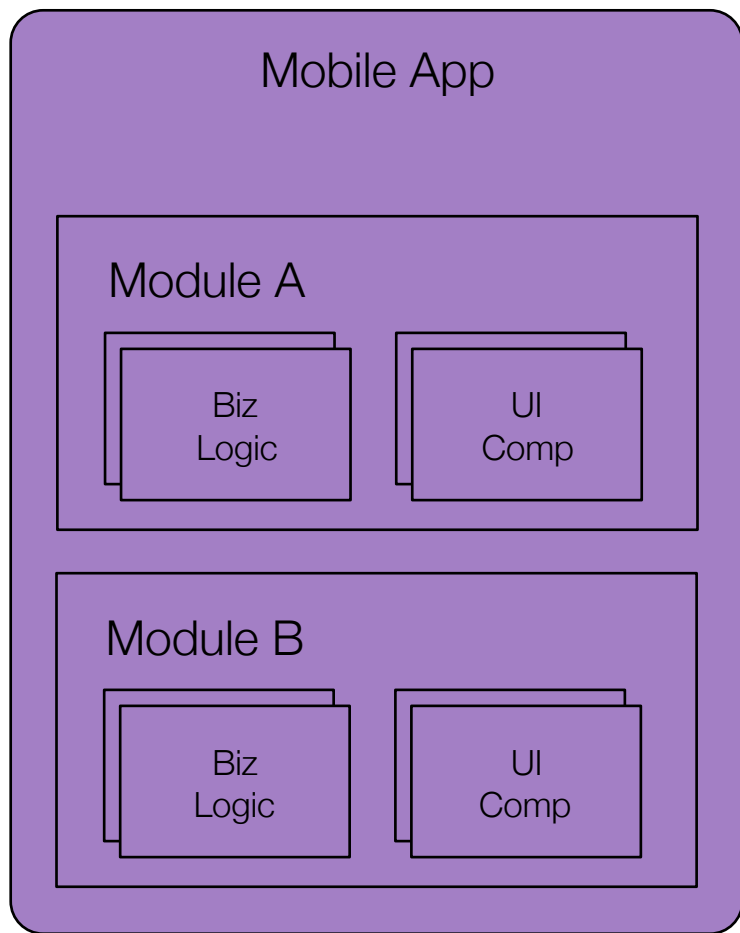 Mobile App
Module A
Biz
Logic
UI
Comp
Module B
Biz
Logic
UI
Comp